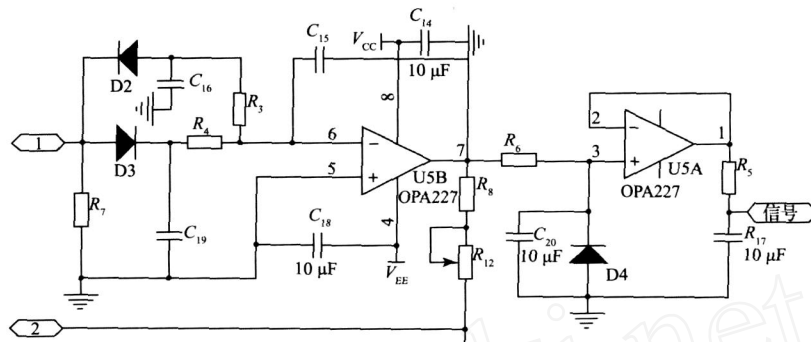 C15
C14
VCC
10 μF
D2
C16
R3
8
R4
1
D3
6
2
1
7
R6
3
5
U5B
OPA227
U5A
OPA227
R5
R7
C18
10 μF
4
R8
信号
C19
VEE
R12
C20
10 μF
D4
R17
10 μF
2